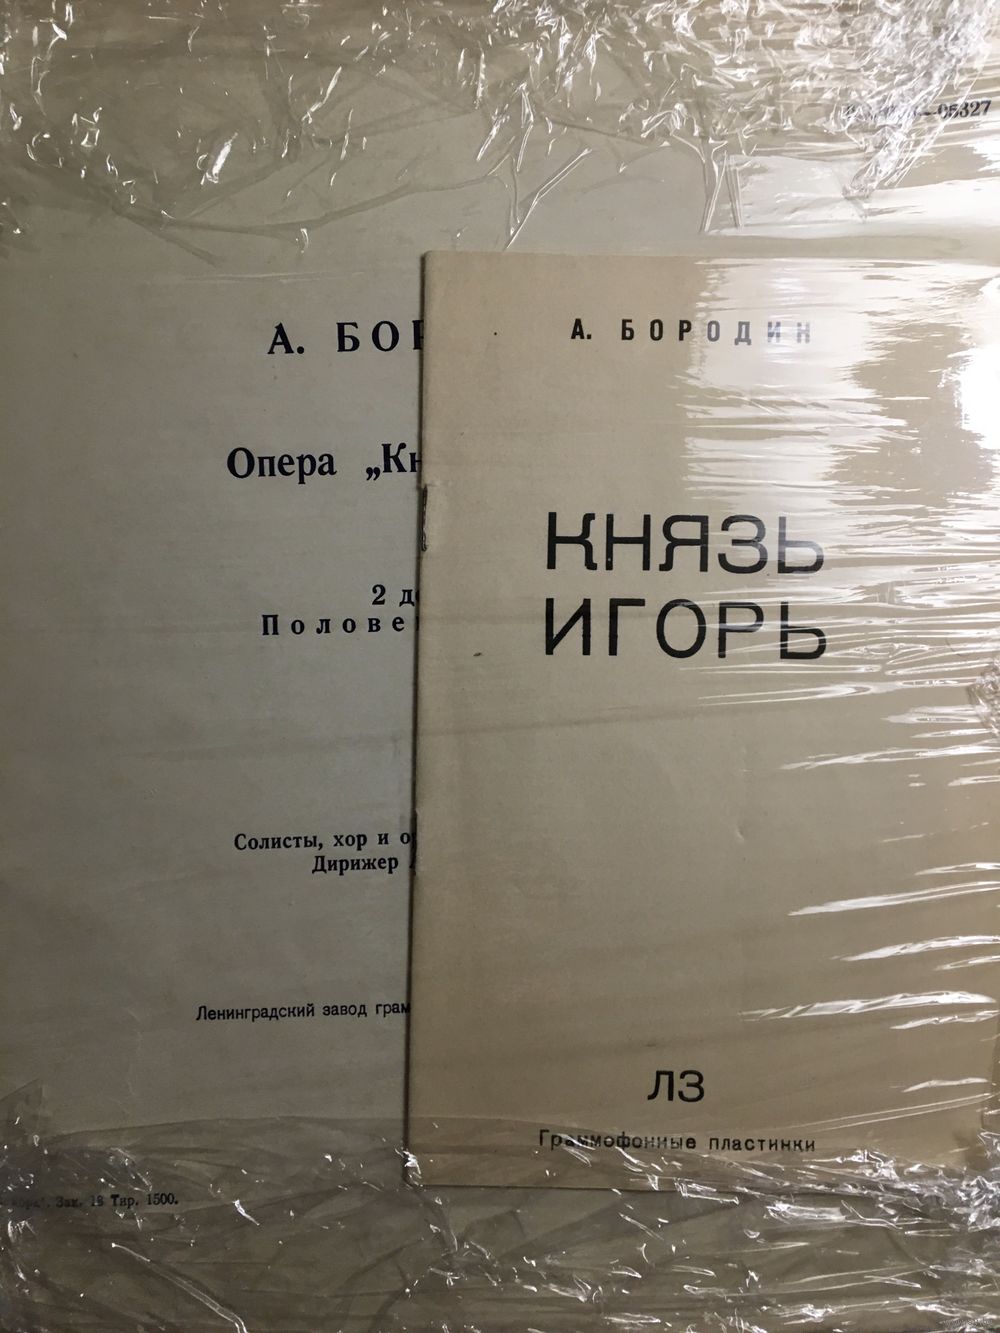 —05327
А. БОР
Опера „Кн
2 д
Полове
Солисты, хор и о
Дирижер
Ленинградский завод грам
Зак. 18 Тир. 1500.
А. БОРОДИН
КНЯЗЬ
ИГОРЬ
ЛЗ
Граммофонные пластинки